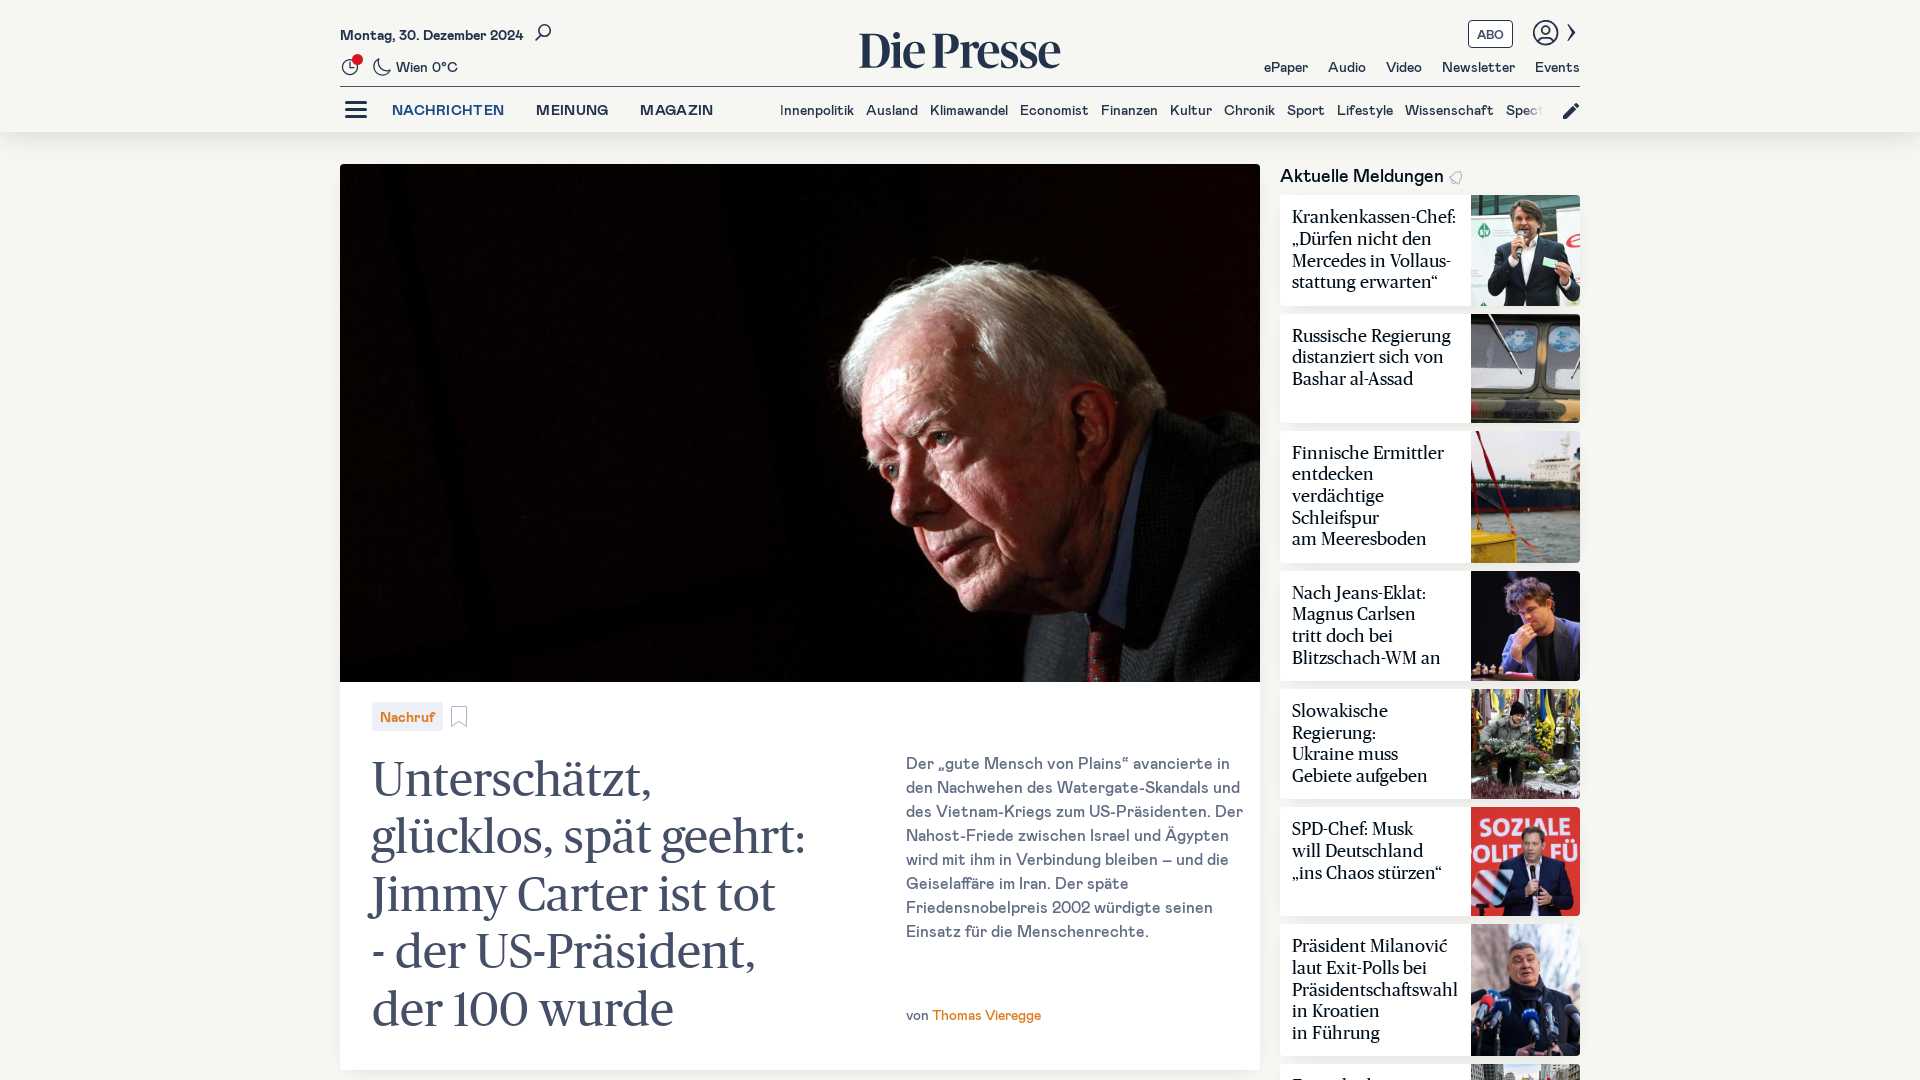 Montag, 30. Dezember 2024
Die Presse
ABO
Wien 0°C
ePaper Audio Video Newsletter Events
NACHRICHTEN MEINUNG MAGAZIN
Innenpolitik Ausland Klimawandel Economist Finanzen Kultur Chronik Sport Lifestyle Wissenschaft
Nachruf
Unterschätzt,
glücklos, spät geehrt:
Jimmy Carter ist tot
- der US-Präsident,
der 100 wurde
Der „gute Mensch von Plains“ avancierte in
den Nachwehen des Watergate-Skandals und
des Vietnam-Kriegs zum US-Präsidenten. Der
Nahost-Friede zwischen Israel und Ägypten
wird mit ihm in Verbindung bleiben – und die
Geiselaffäre im Iran. Der späte
Friedensnobelpreis 2002 würdigte seinen
Einsatz für die Menschenrechte.
von Thomas Vieregge
Aktuelle Meldungen
Krankenkassen-Chef:
„Dürfen nicht den
Mercedes in Vollaus-
stattung erwarten“
Russische Regierung
distanziert sich von
Bashar al-Assad
Finnische Ermittler
entdecken
verdächtige
Schleifspur
am Meeresboden
Nach Jeans-Eklat:
Magnus Carlsen
tritt doch bei
Blitzschach-WM an
Slowakische
Regierung:
Ukraine muss
Gebiete aufgeben
SPD-Chef: Musk
will Deutschland
„ins Chaos stürzen“
SOZIALE
Präsident Milanović
laut Exit-Polls bei
Präsidentschaftswahl
in Kroatien
in Führung